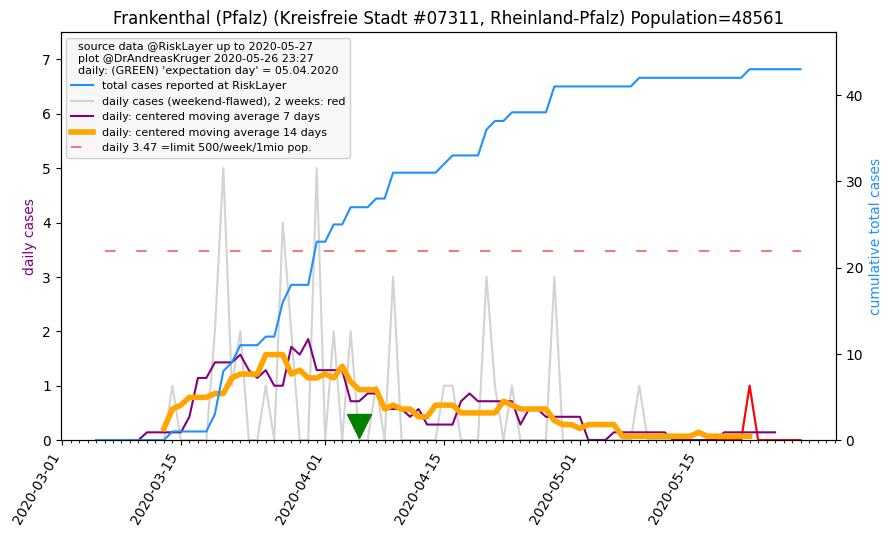 Frankenthal (Pfalz) (Kreisfreie Stadt #07311, Rheinland-Pfalz) Population=48561
source data @RiskLayer up to 2020-05-27
plot @DrAndreasKruger 2020-05-26 23:27
daily: (GREEN) 'expectation day' = 05.04.2020
total cases reported at RiskLayer
daily cases (weekend-flawed), 2 weeks: red
daily: centered moving average 7 days
daily: centered moving average 14 days
daily 3.47 =limit 500/week/1mio pop.
daily cases
7
6
5
4
3
2
1
0
cumulative total cases
40
30
20
10
0
2020-03-01
2020-03-15
2020-04-01
2020-04-15
2020-05-01
2020-05-15